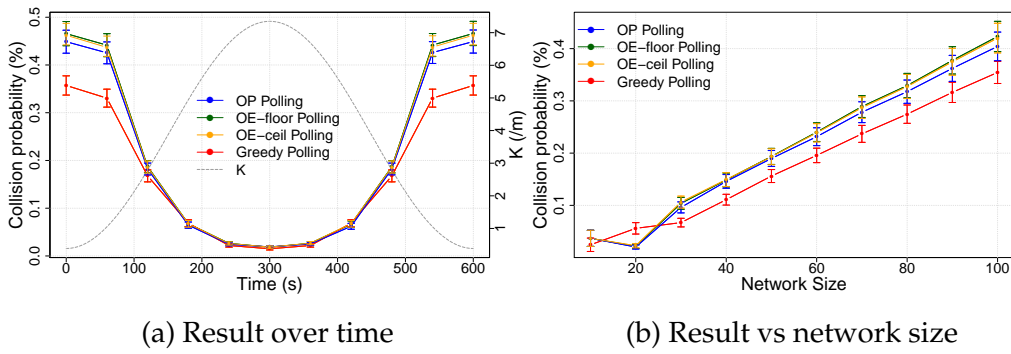 Collision probability (%)
0.0
0.1
0.2
0.3
0.4
0.5
OP Polling
OE−floor Polling
OE−ceil Polling
Greedy Polling
K
0 100 200 300 400 500 600
Time (s)
1
2
3
4
5
6
7
K (/m)
(a) Result over time
Collision probability (%)
0.1
0.2
0.3
0.4
OP Polling
OE−floor Polling
OE−ceil Polling
Greedy Polling
20 40 60 80 100
Network Size
(b) Result vs network size